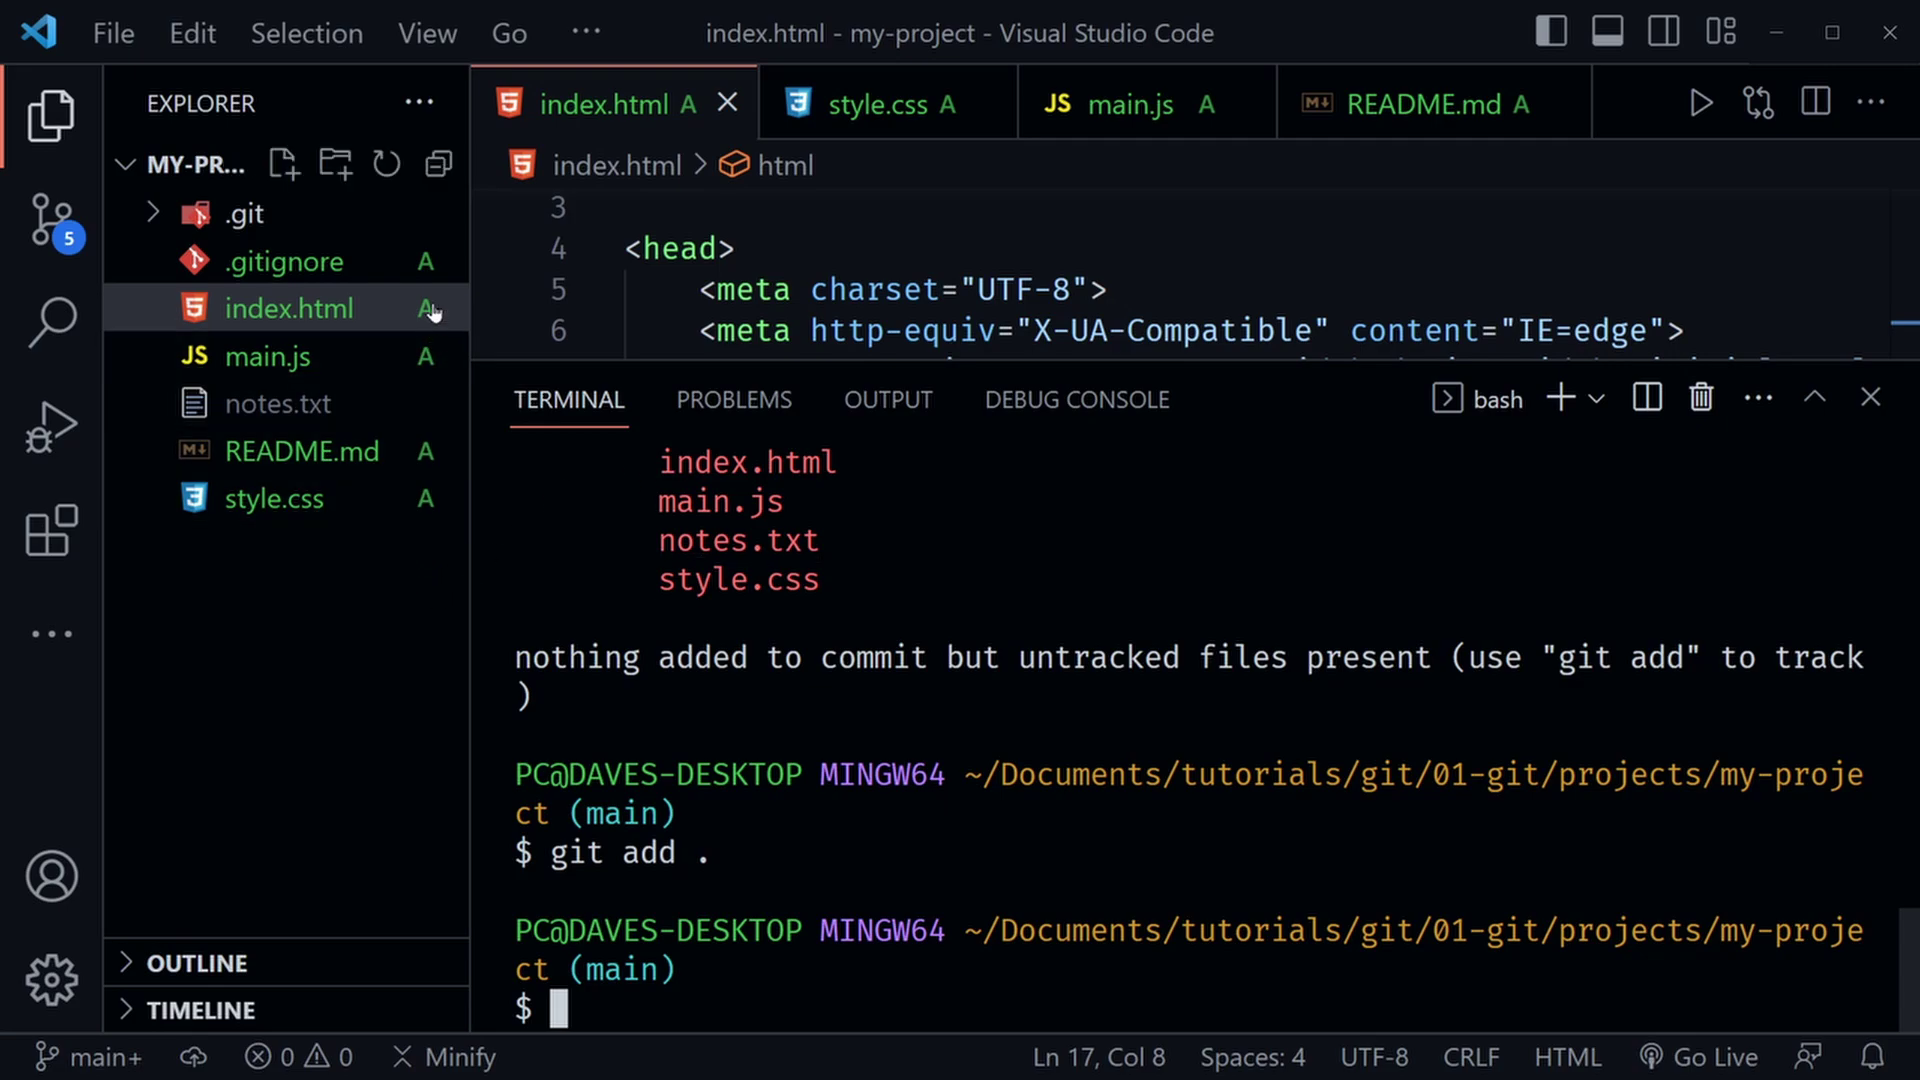 File Edit Selection View Go ··· index.html - my-project - Visual Studio Code
EXPLORER ···
MY-PR...
.git
.gitignore A
index.html A
main.js A
notes.txt
README.md A
style.css A
OUTLINE
TIMELINE
5
index.html A style.css A JS main.js A README.md A
index.html > html
3
4 <head>
5 <meta charset="UTF-8">
6 <meta http-equiv="X-UA-Compatible" content="IE=edge">
TERMINAL PROBLEMS OUTPUT DEBUG CONSOLE bash
index.html
main.js
notes.txt
style.css
nothing added to commit but untracked files present (use "git add" to track
)
PC@DAVES-DESKTOP MINGW64 ~/Documents/tutorials/git/01-git/projects/my-proje
ct (main)
$ git add .
PC@DAVES-DESKTOP MINGW64 ~/Documents/tutorials/git/01-git/projects/my-proje
ct (main)
$
main+ 0 0 Minify Ln 17, Col 8 Spaces: 4 UTF-8 CRLF HTML Go Live